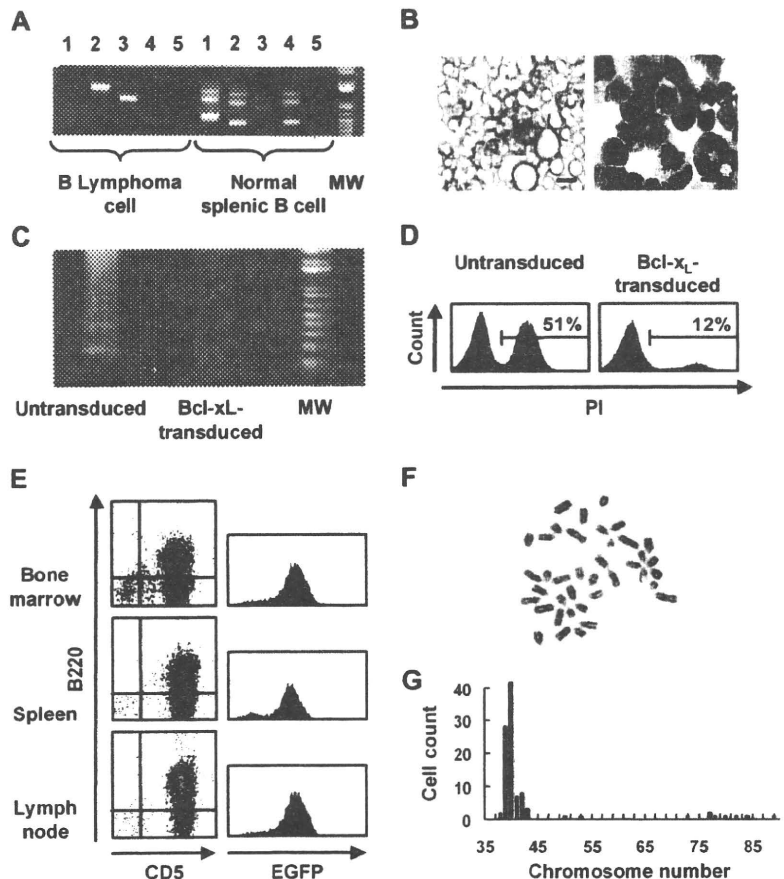 A
1 2 3 4 5 1 2 3 4 5
B Lymphoma cell
Normal splenic B cell
MW
B
C
Untransduced
Bcl-xL-transduced
MW
D
Untransduced
Bcl-xL-transduced
51%
12%
Count
PI
E
Bone marrow
Spleen
Lymph node
B220
CD5
EGFP
F
G
Cell count
40
30
20
10
0
35 45 55 65 75 85
Chromosome number